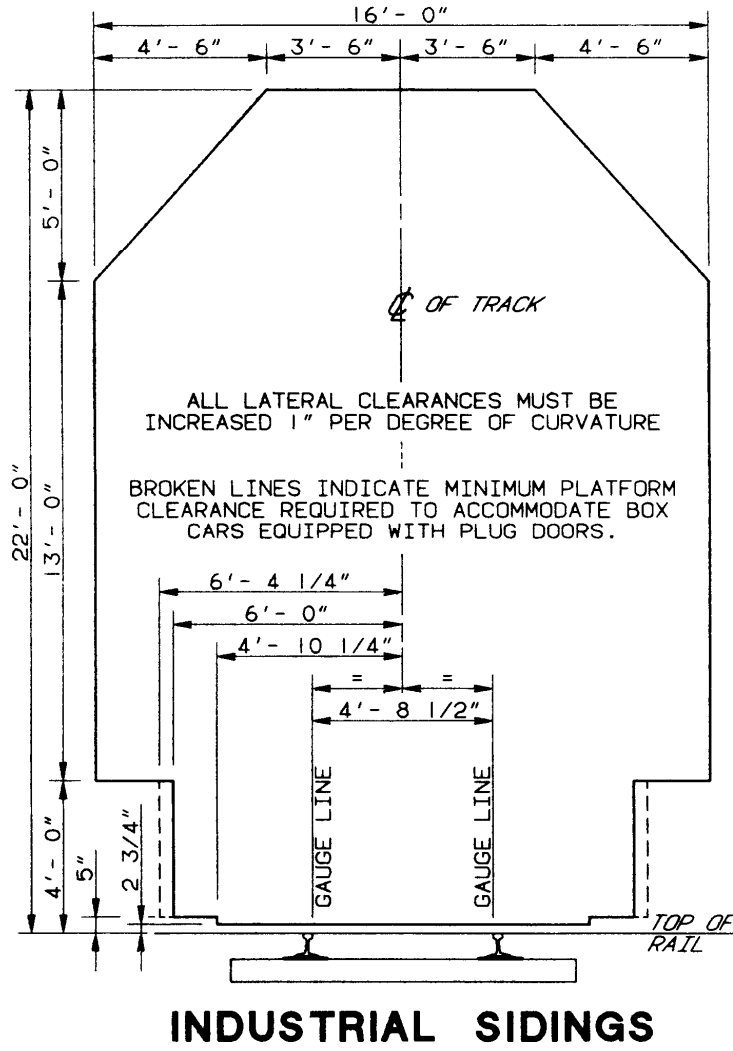 16'- 0"
4'- 6" 3'- 6" 3'- 6" 4'- 6"
5'- 0"
℄ OF TRACK
ALL LATERAL CLEARANCES MUST BE
INCREASED 1" PER DEGREE OF CURVATURE
22'- 0"
13'- 0"
BROKEN LINES INDICATE MINIMUM PLATFORM
CLEARANCE REQUIRED TO ACCOMMODATE BOX
CARS EQUIPPED WITH PLUG DOORS.
6'- 4 1/4"
6'- 0"
4'- 10 1/4"
= =
4'- 8 1/2"
GAUGE LINE
GAUGE LINE
4'- 0"
5"
2 3/4"
TOP OF
RAIL
INDUSTRIAL SIDINGS